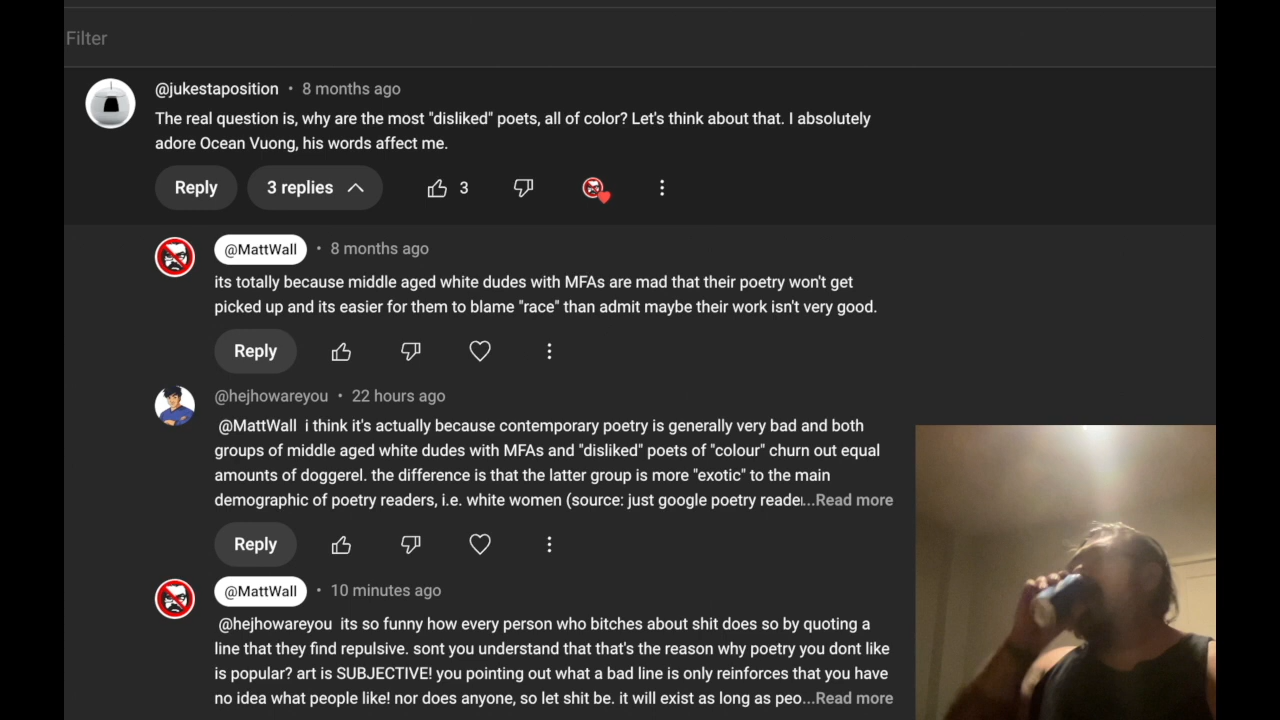 Filter
@jukestaposition • 8 months ago
The real question is, why are the most "disliked" poets, all of color? Let's think about that. I absolutely
adore Ocean Vuong, his words affect me.
Reply 3 replies 3
@MattWall • 8 months ago
its totally because middle aged white dudes with MFAs are mad that their poetry won't get
picked up and its easier for them to blame "race" than admit maybe their work isn't very good.
Reply
@hejhowareyou • 22 hours ago
@MattWall i think it's actually because contemporary poetry is generally very bad and both
groups of middle aged white dudes with MFAs and "disliked" poets of "colour" churn out equal
amounts of doggerel. the difference is that the latter group is more "exotic" to the main
demographic of poetry readers, i.e. white women (source: just google poetry reade...Read more
Reply
@MattWall • 10 minutes ago
@hejhowareyou its so funny how every person who bitches about shit does so by quoting a
line that they find repulsive. sont you understand that that's the reason why poetry you dont like
is popular? art is SUBJECTIVE! you pointing out what a bad line is only reinforces that you have
no idea what people like! nor does anyone, so let shit be. it will exist as long as peo...Read more